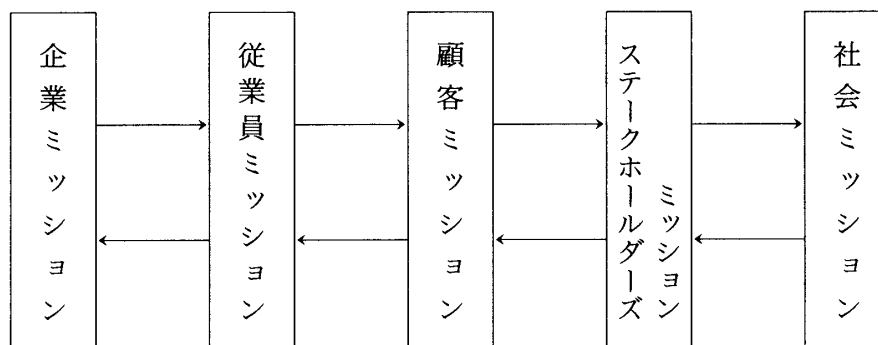 企業ミッション
従業員ミッション
顧客ミッション
ステークホールダーズ
ミッション
社会ミッション